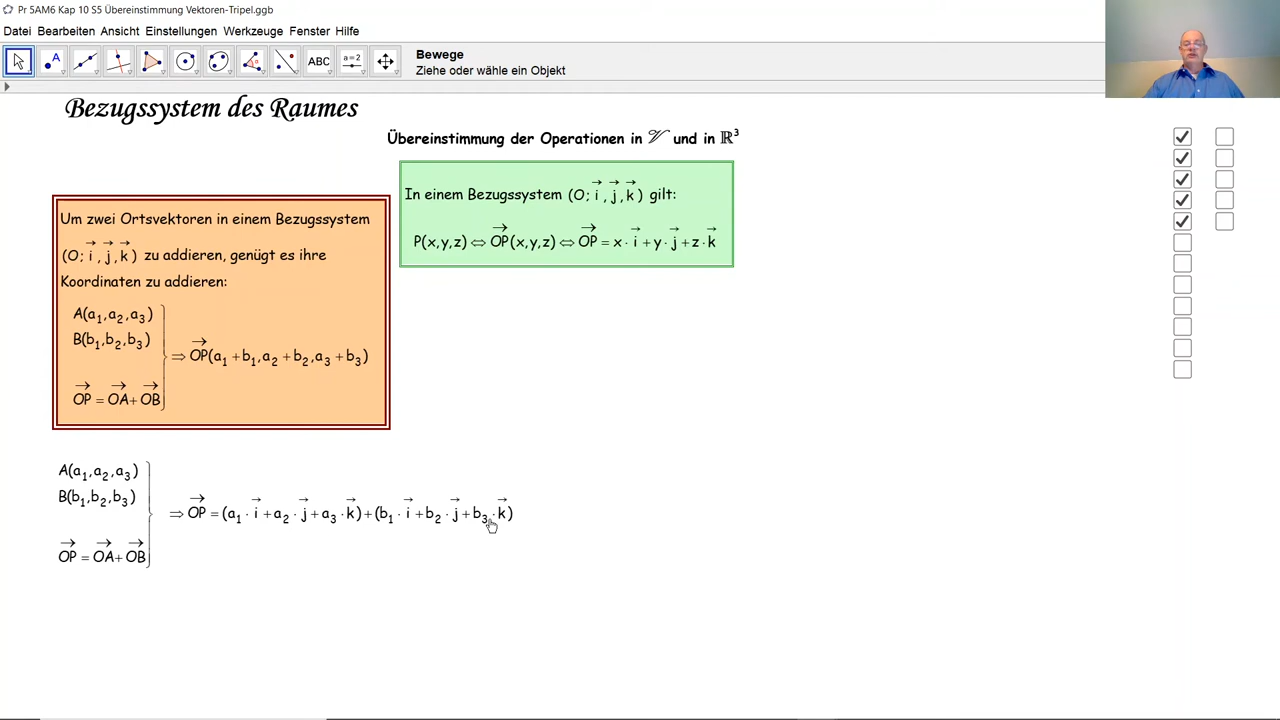 Pr 5AM6 Kap 10 S5 Übereinstimmung Vektoren-Tripel.ggb
Datei Bearbeiten Ansicht Einstellungen Werkzeuge Fenster Hilfe
A
ABC
a=2
Bewege
Ziehe oder wähle ein Objekt
Bezugssystem des Raumes
Übereinstimmung der Operationen in 𝒱 und in ℝ³
In einem Bezugssystem (O; i⃗, j⃗, k⃗) gilt:
P(x,y,z) ⇔ OP⃗(x,y,z) ⇔ OP⃗ = x· i⃗ + y· j⃗ + z· k⃗
Um zwei Ortsvektoren in einem Bezugssystem
(O; i⃗, j⃗, k⃗) zu addieren, genügt es ihre
Koordinaten zu addieren:
A(a₁,a₂,a₃)
B(b₁,b₂,b₃)
⇒ OP⃗(a₁+b₁,a₂+b₂,a₃+b₃)
OP⃗ = OA⃗ + OB⃗
A(a₁,a₂,a₃)
B(b₁,b₂,b₃)
⇒ OP⃗ = (a₁· i⃗ + a₂· j⃗ + a₃· k⃗) + (b₁· i⃗ + b₂· j⃗ + b₃· k⃗)
OP⃗ = OA⃗ + OB⃗